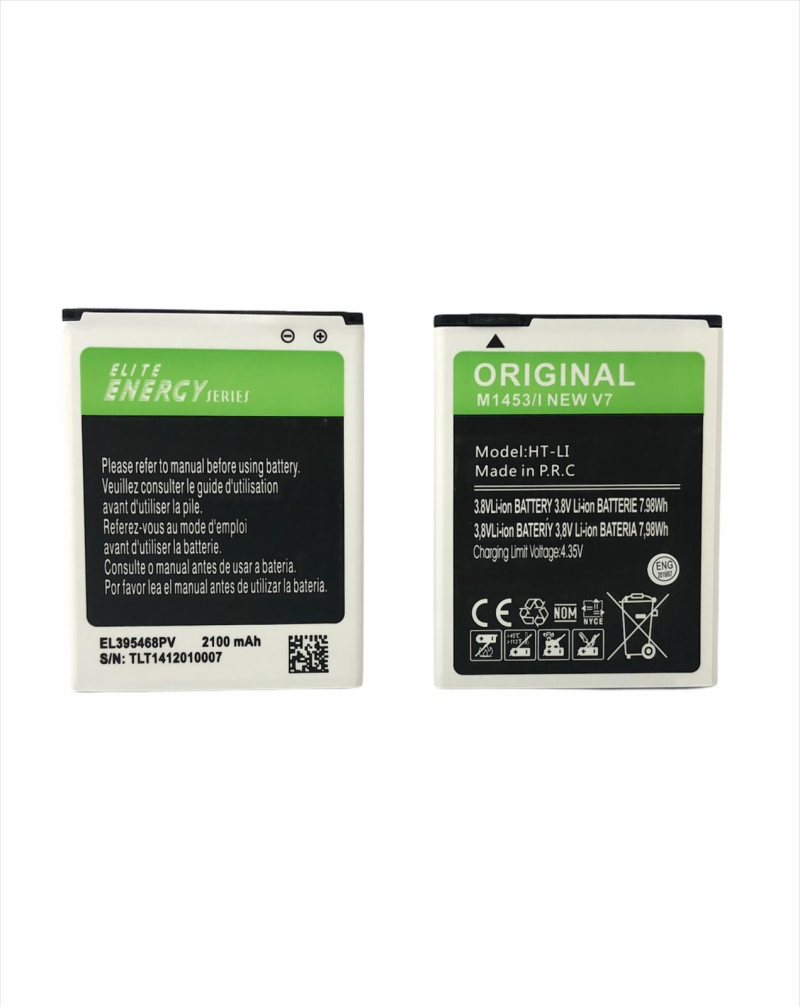 ELITE
ENERGY SERIES
Please refer to manual before using battery.
Veuillez consulter le guide d'utilisation
avant d'utiliser la pile.
Referez-vous au mode d'emploi
avant d'utiliser la batterie.
Consulte o manual antes de usar a bateria.
Por favor lea el manual antes de utilizar la bateria.
EL395468PV 2100 mAh
S/N: TLT1412010007
ORIGINAL
M1453/I NEW V7
Model:HT-LI
Made in P.R.C
3.8VLi-ion BATTERY 3.8V Li-ion BATTERIE 7.98Wh
3,8VLi-ion BATERÍY 3,8V Li-ion BATERIA 7,98Wh
Charging Limit Voltage:4.35V
ENG
CE NOM
NYCE